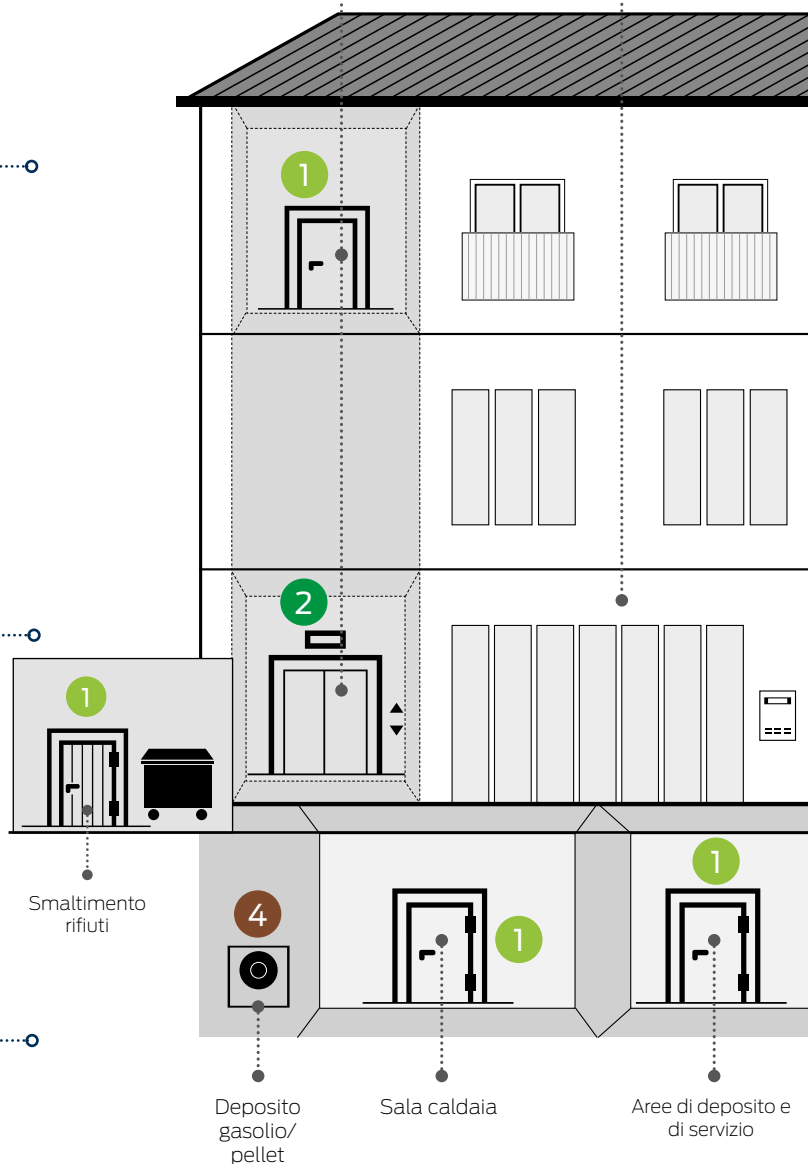 1
2
1
1
4
1
Smaltimento
rifiuti
Deposito
gasolio/
pellet
Sala caldaia
Aree di deposito e
di servizio